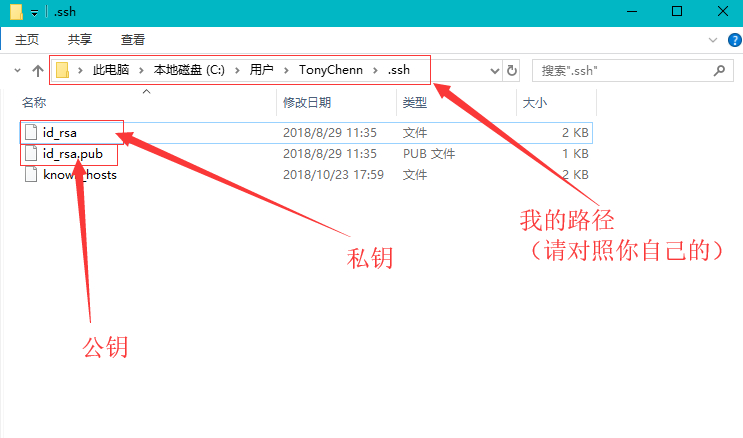 .ssh
主页 共享 查看
此电脑 本地磁盘 (C:) 用户 TonyChenn .ssh 搜索".ssh"
名称 修改日期 类型 大小
id_rsa 2018/8/29 11:35 文件 2 KB
id_rsa.pub 2018/8/29 11:35 PUB 文件 1 KB
known_hosts 2018/10/23 17:59 文件 2 KB
我的路径
（请对照你自己的）
私钥
公钥